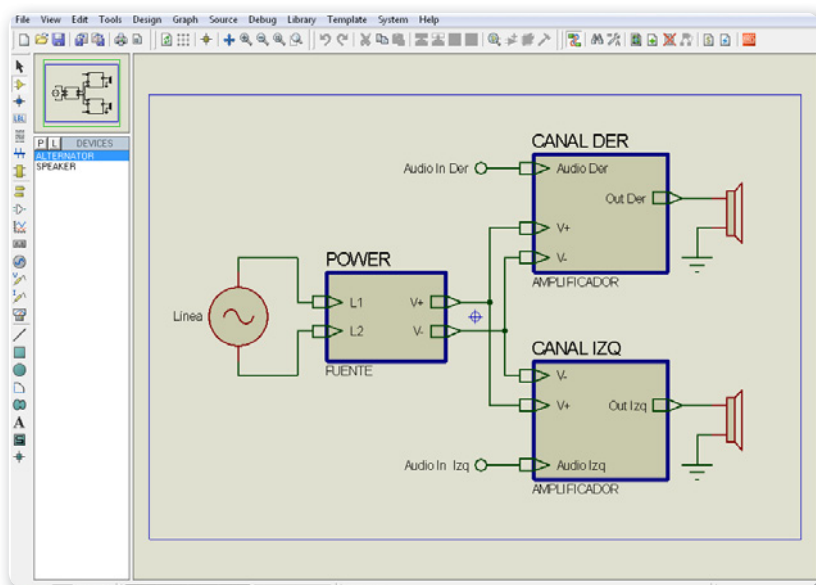 File View Edit Tools Design Graph Source Debug Library Template System Help
P L DEVICES
ALTERNATOR
SPEAKER
CANAL DER
Audio In Der
Audio Der
Out Der
V+
V-
AMPLIFICADOR
POWER
Línea
L1
V+
L2
V-
FUENTE
CANAL IZQ
V-
V+
Out Izq
Audio In Izq
Audio Izq
AMPLIFICADOR